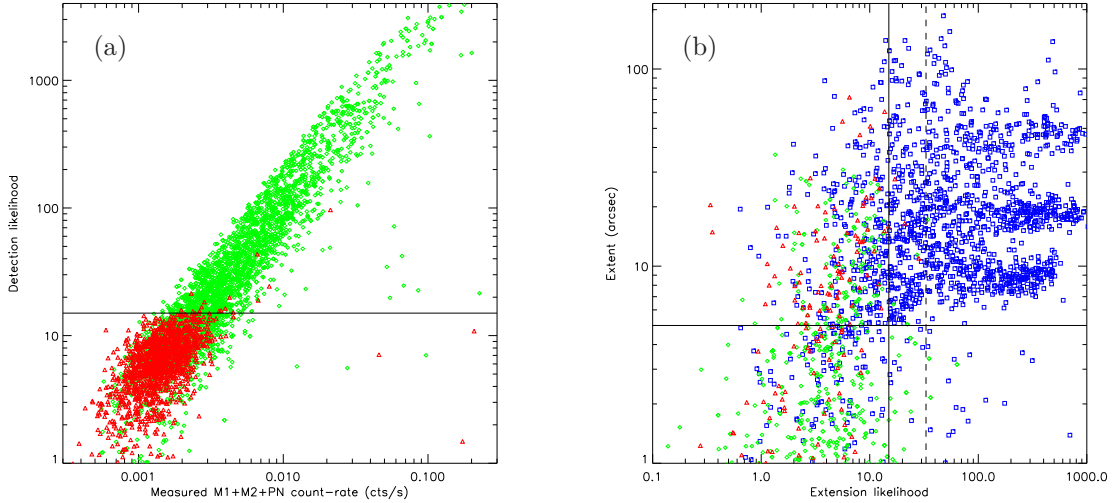 (a)
Detection likelihood
1000
100
10
1
0.001
0.010
0.100
Measured M1+M2+PN count-rate (cts/s)
(b)
Extent (arcsec)
100
10
1
0.1
1.0
10.0
100.0
1000.0
Extension likelihood